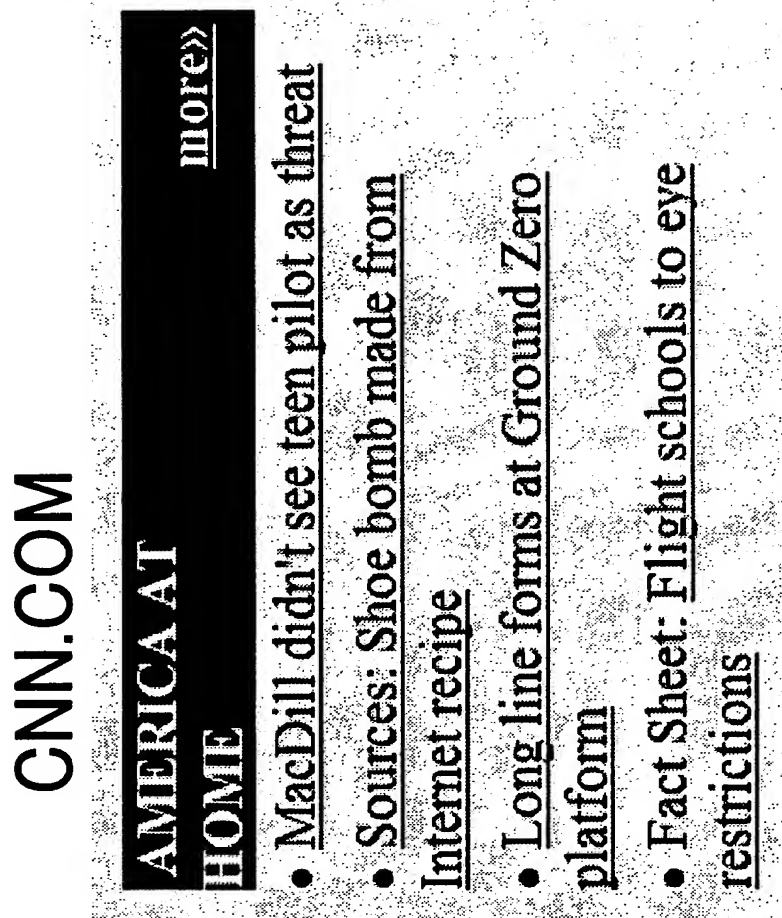 CNN.COM
AMERICA AT
HOME
more»
• MacDill didn't see teen pilot as threat
• Sources: Shoe bomb made from
Internet recipe
• Long line forms at Ground Zero
platform
• Fact Sheet: Flight schools to eye
restrictions